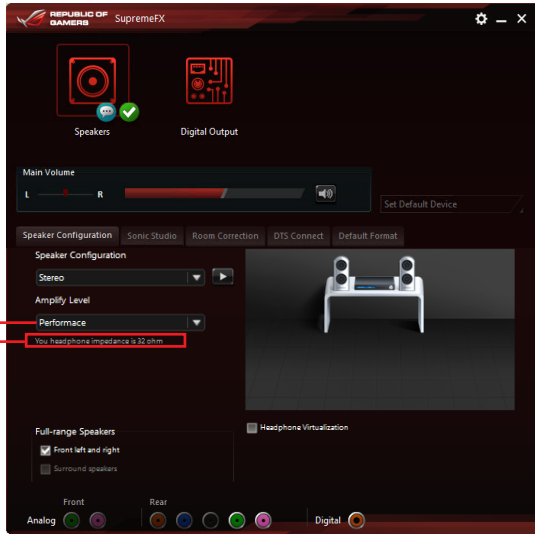 REPUBLIC OF
GAMERS
SupremeFX
Speakers
Digital Output
Main Volume
L R
Set Default Device
Speaker Configuration Sonic Studio Room Correction DTS Connect Default Format
Speaker Configuration
Stereo
Amplify Level
Performace
You headphone impedance is 32 ohm
Headphone Virtualization
Full-range Speakers
Front left and right
Surround speakers
Front Rear
Analog Digital